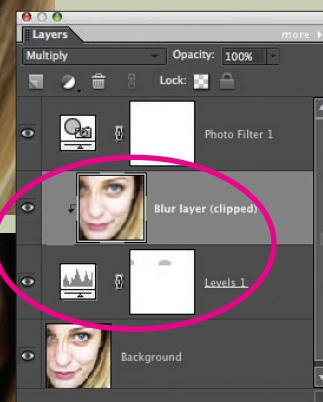 Layers
more
Multiply Opacity: 100%
Lock:
Photo Filter 1
Blur layer (clipped)
Levels 1
Background